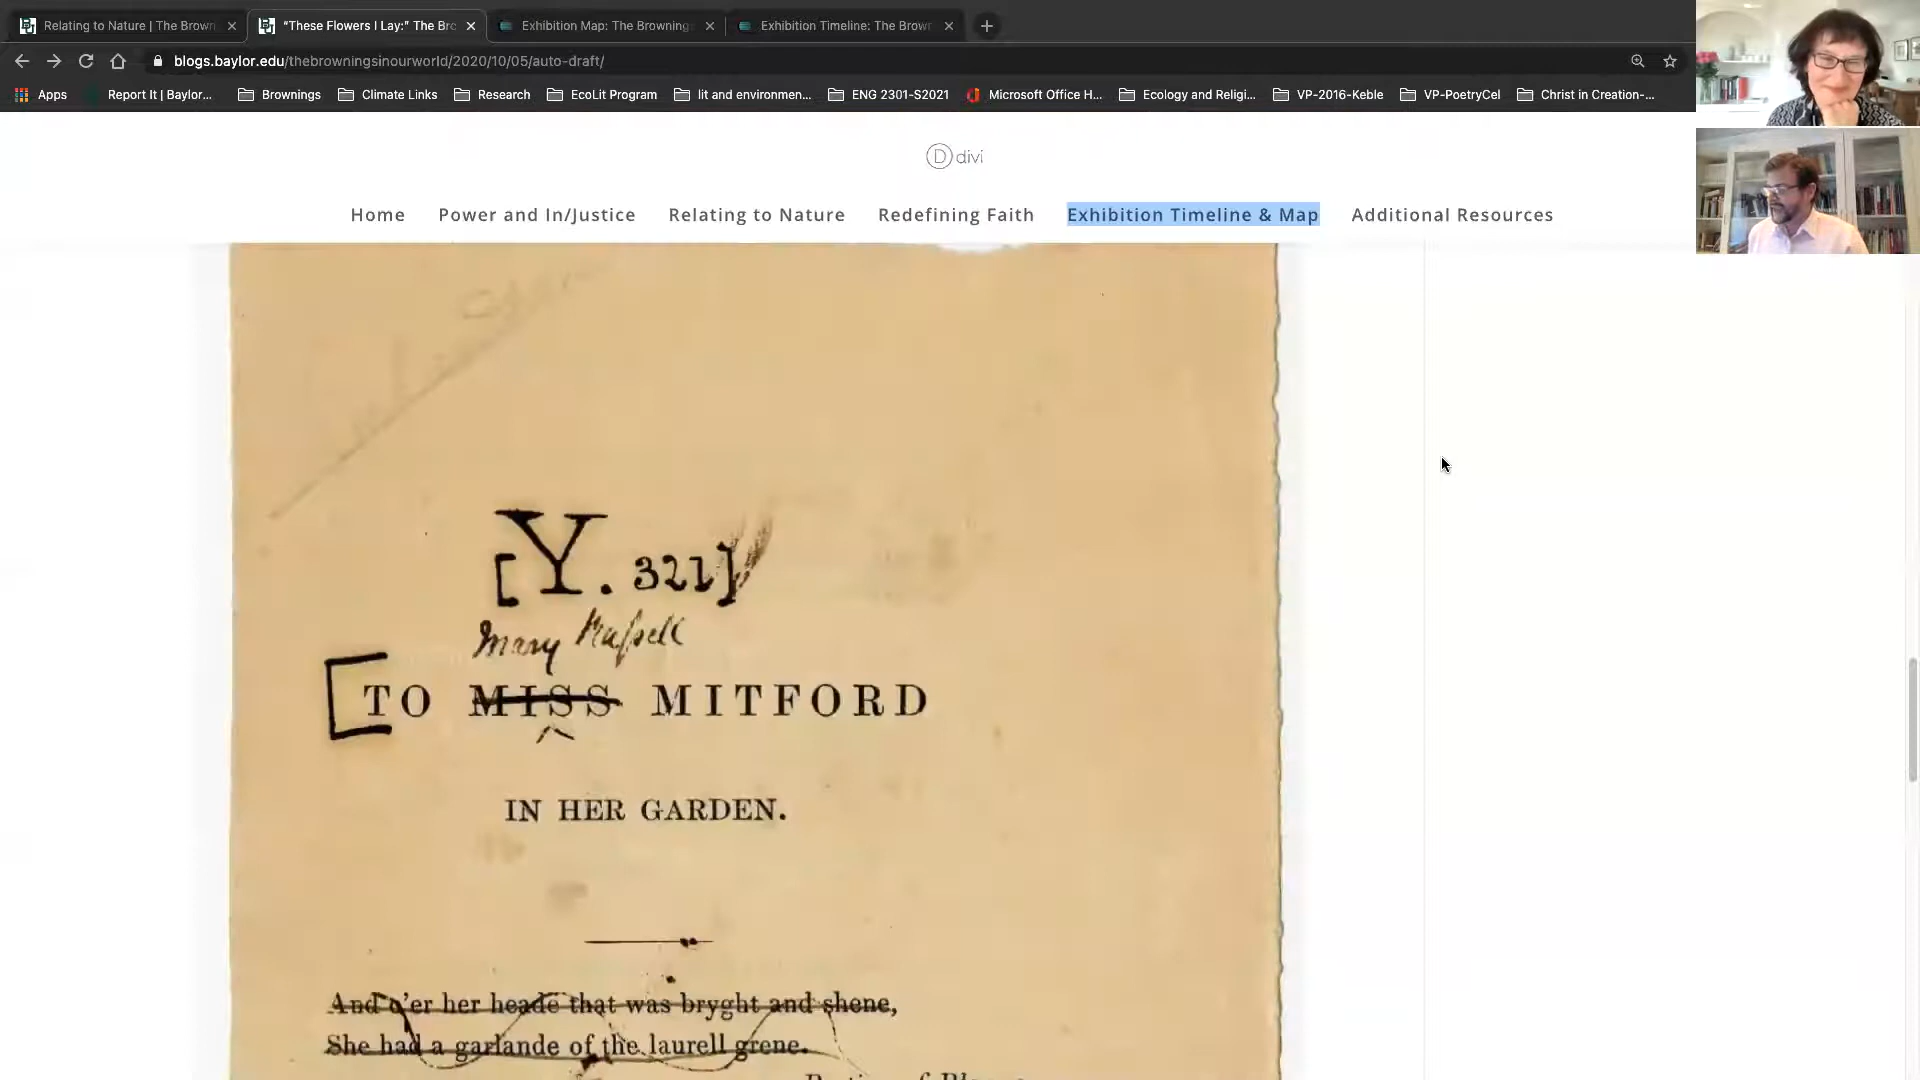 Relating to Nature | The Brown
"These Flowers I Lay:" The Bro
Exhibition Map: The Brownings
Exhibition Timeline: The Brow
blogs.baylor.edu/thebrowningsinourworld/2020/10/05/auto-draft/
Apps
Report It | Baylor...
Brownings
Climate Links
Research
EcoLit Program
lit and environmen...
ENG 2301-S2021
Microsoft Office H...
Ecology and Religi...
VP-2016-Keble
VP-PoetryCel
Christ in Creation-...
D divi
Home
Power and In/Justice
Relating to Nature
Redefining Faith
Exhibition Timeline & Map
Additional Resources
[Y. 321]
Mary Russell
[TO MISS MITFORD
IN HER GARDEN.
And o'er her heade that was bryght and shene,
She had a garlande of the laurell grene.